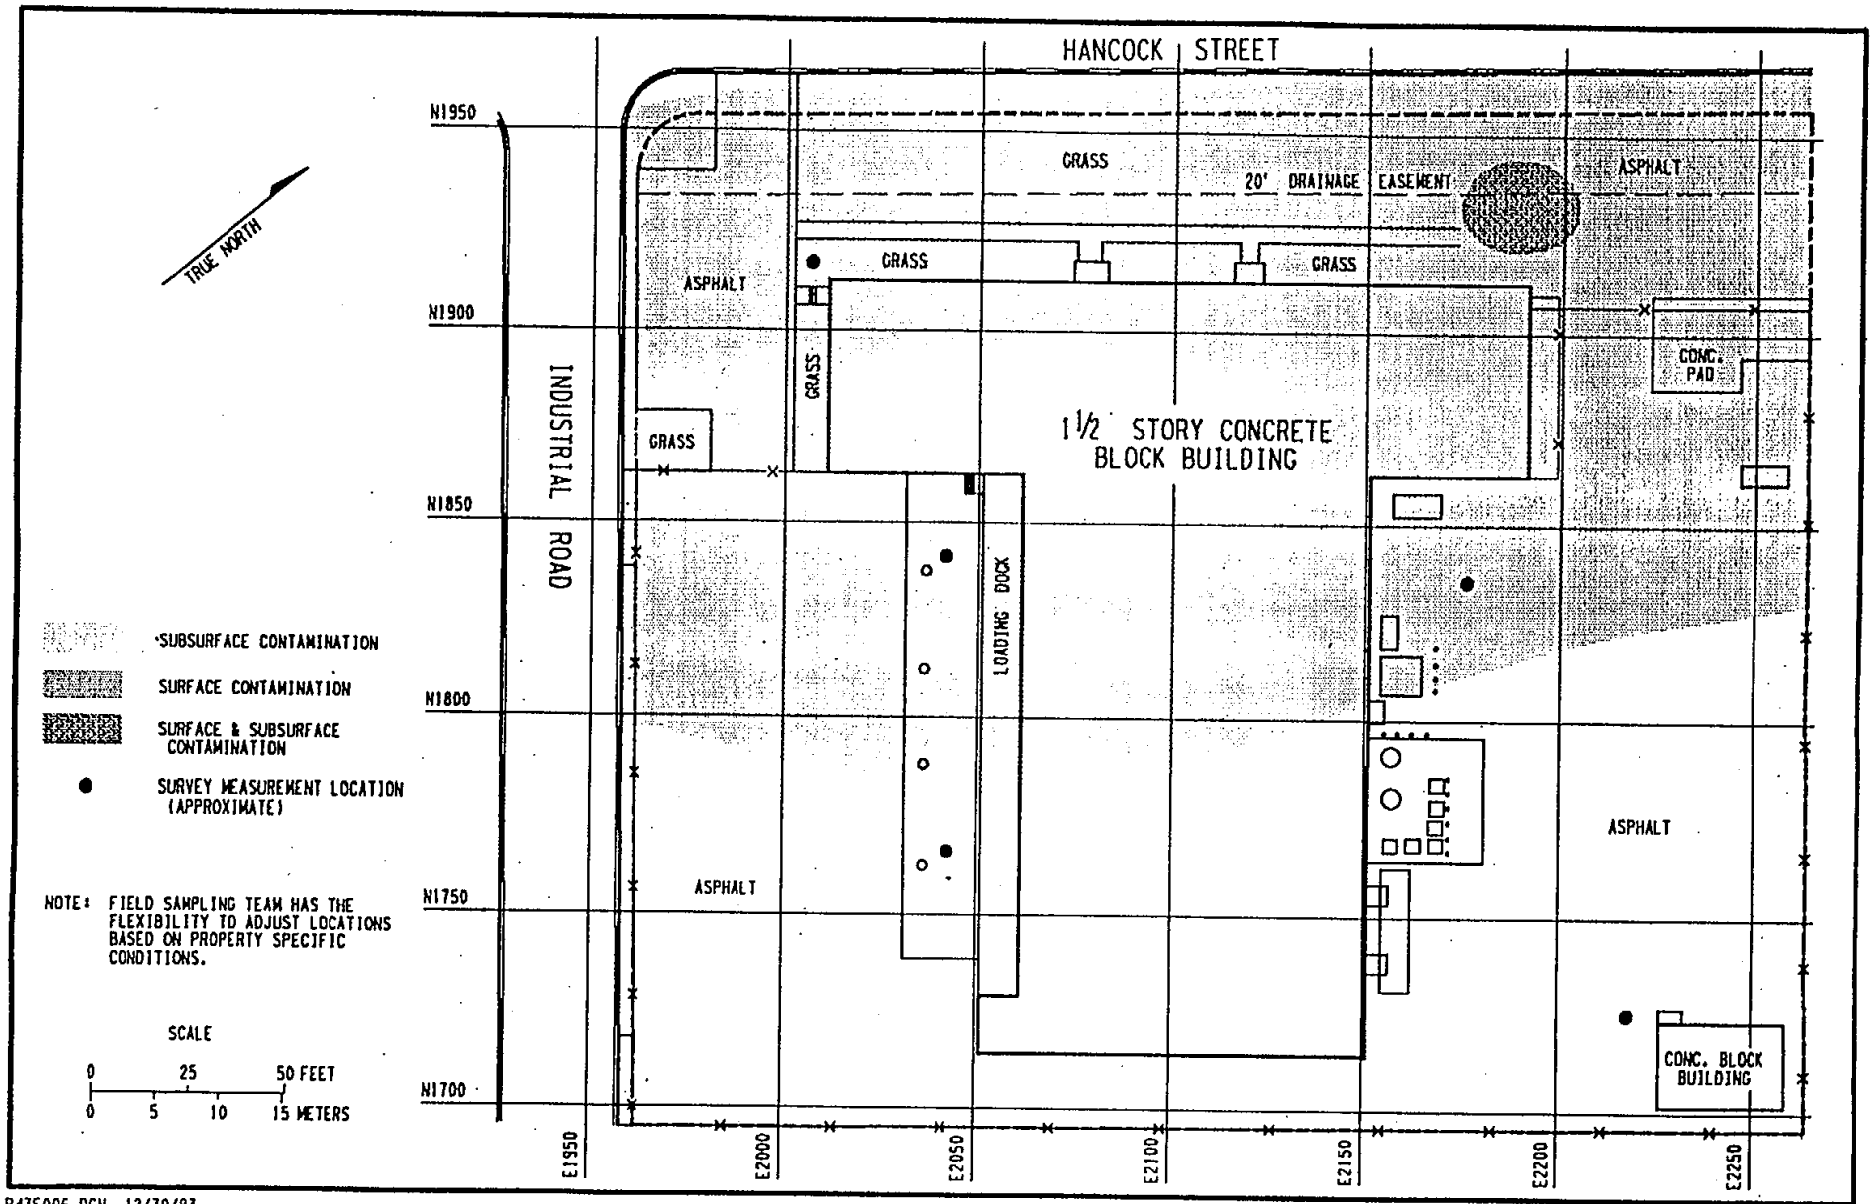 HANCOCK STREET
N1950
GRASS
ASPHALT
20' DRAINAGE EASEMENT
TRUE NORTH
GRASS
GRASS
ASPHALT
N1900
GRASS
CONC.
PAD
INDUSTRIAL ROAD
GRASS
1 1/2 STORY CONCRETE
BLOCK BUILDING
N1850
LOADING DOCK
SUBSURFACE CONTAMINATION
SURFACE CONTAMINATION
N1800
SURFACE & SUBSURFACE
CONTAMINATION
SURVEY MEASUREMENT LOCATION
(APPROXIMATE)
ASPHALT
ASPHALT
N1750
NOTE: FIELD SAMPLING TEAM HAS THE
FLEXIBILITY TO ADJUST LOCATIONS
BASED ON PROPERTY SPECIFIC
CONDITIONS.
SCALE
0 25 50 FEET
0 5 10 15 METERS
CONC. BLOCK
BUILDING
N1700
E1950
E2000
E2050
E2100
E2150
E2200
E2250